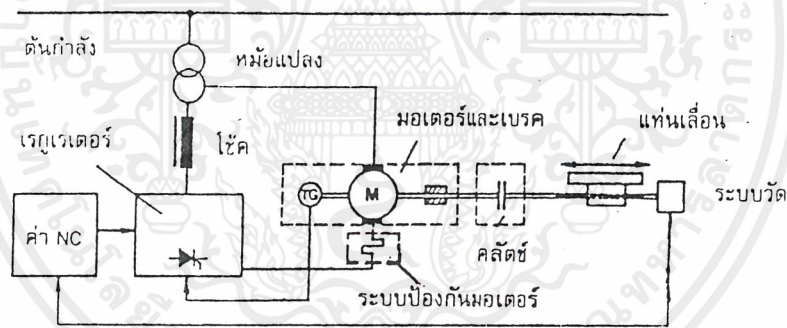 ต้นกำลัง
หม้อแปลง
มอเตอร์และเบรค
แท่นเลื่อน
เรกูเรเตอร์
โช๊ค
TG
M
ระบบวัด
ค่า NC
คลัตช์
ระบบป้องกันมอเตอร์